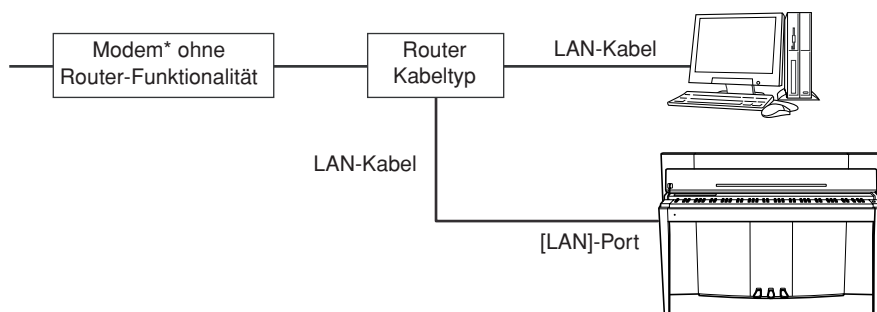 Modem* ohne
Router-Funktionalität
Router
Kabeltyp
LAN-Kabel
LAN-Kabel
[LAN]-Port